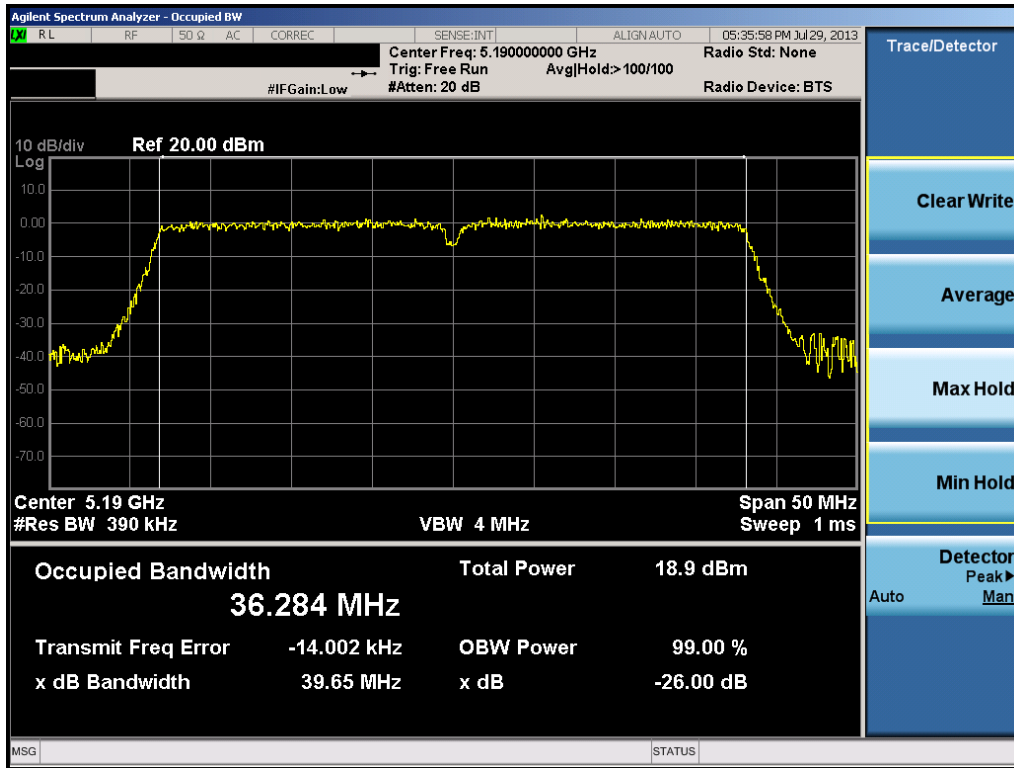 Agilent Spectrum Analyzer - Occupied BW
LXI RL RF 50 Ω AC CORREC SENSE:INT ALIGN AUTO 05:35:58 PM Jul 29, 2013
Center Freq: 5.190000000 GHz Radio Std: None
Trig: Free Run Avg|Hold:> 100/100
#IFGain:Low #Atten: 20 dB Radio Device: BTS
10 dB/div Ref 20.00 dBm
Log
10.0
0.00
-10.0
-20.0
-30.0
-40.0
-50.0
-60.0
-70.0
Center 5.19 GHz Span 50 MHz
#Res BW 390 kHz VBW 4 MHz Sweep 1 ms
Occupied Bandwidth Total Power 18.9 dBm
36.284 MHz
Transmit Freq Error -14.002 kHz OBW Power 99.00 %
x dB Bandwidth 39.65 MHz x dB -26.00 dB
MSG STATUS
Trace/Detector
Clear Write
Average
Max Hold
Min Hold
Detector
Peak▶
Auto Man